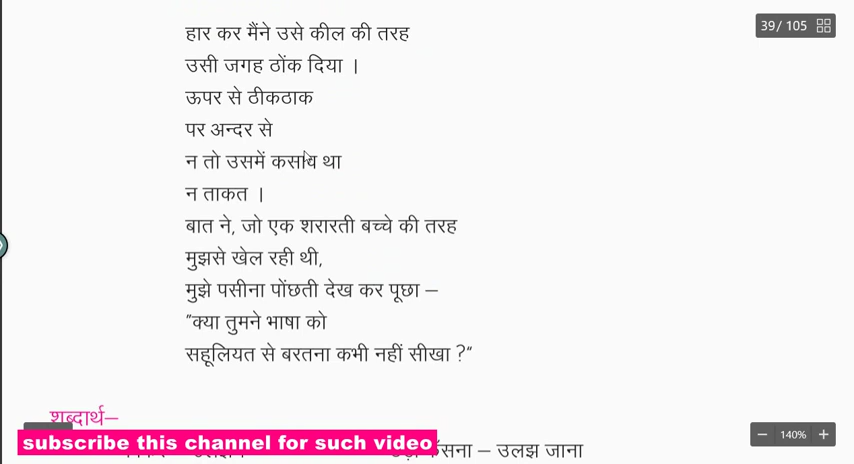 39/ 105
हार कर मैंने उसे कील की तरह
उसी जगह ठोंक दिया ।
ऊपर से ठीकठाक
पर अन्दर से
न तो उसमें कसाव था
न ताकत ।
बात ने, जो एक शरारती बच्चे की तरह
मुझसे खेल रही थी,
मुझे पसीना पोंछती देख कर पूछा —
"क्या तुमने भाषा को
सहूलियत से बरतना कभी नहीं सीखा ?"
शब्दार्थ—
subscribe this channel for such video
— उलझ जाना
− 140% +